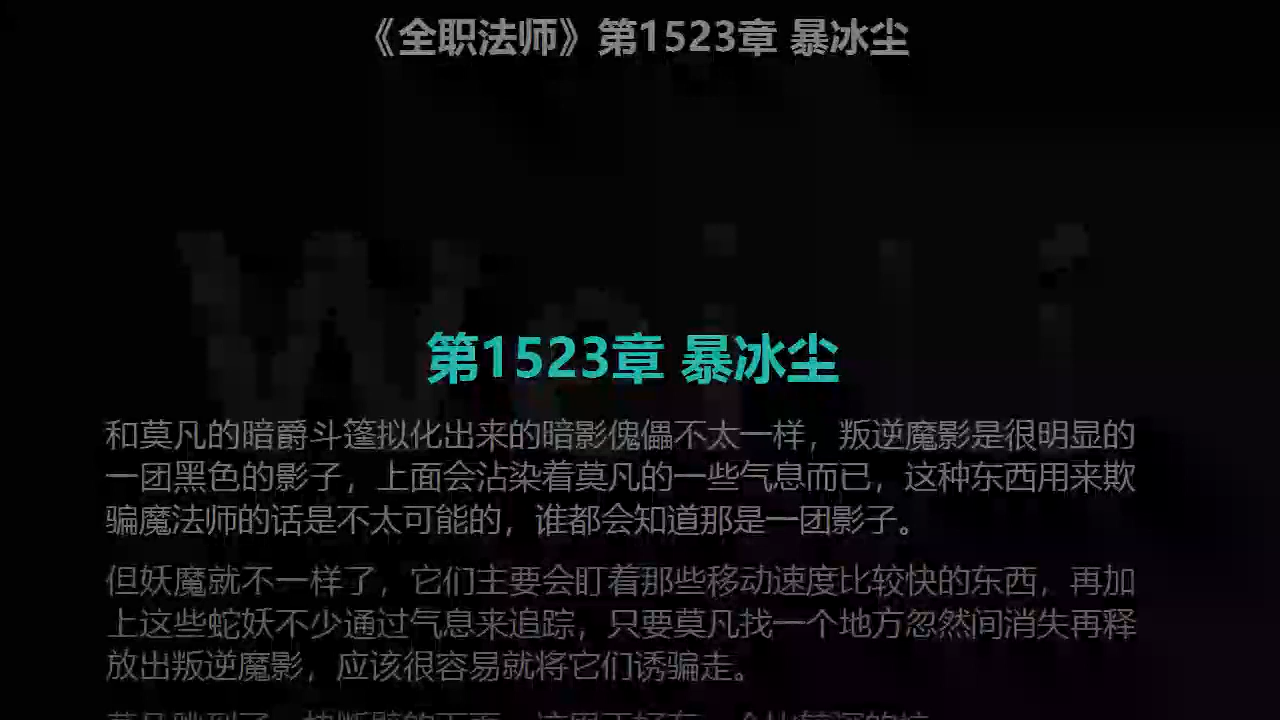 《全职法师》第1523章 暴冰尘
第1523章 暴冰尘
和莫凡的暗爵斗篷拟化出来的暗影傀儡不太一样，叛逆魔影是很明显的
一团黑色的影子，上面会沾染着莫凡的一些气息而已，这种东西用来欺
骗魔法师的话是不太可能的，谁都会知道那是一团影子。
但妖魔就不一样了，它们主要会盯着那些移动速度比较快的东西，再加
上这些蛇妖不少通过气息来追踪，只要莫凡找一个地方忽然间消失再释
放出叛逆魔影，应该很容易就将它们诱骗走。